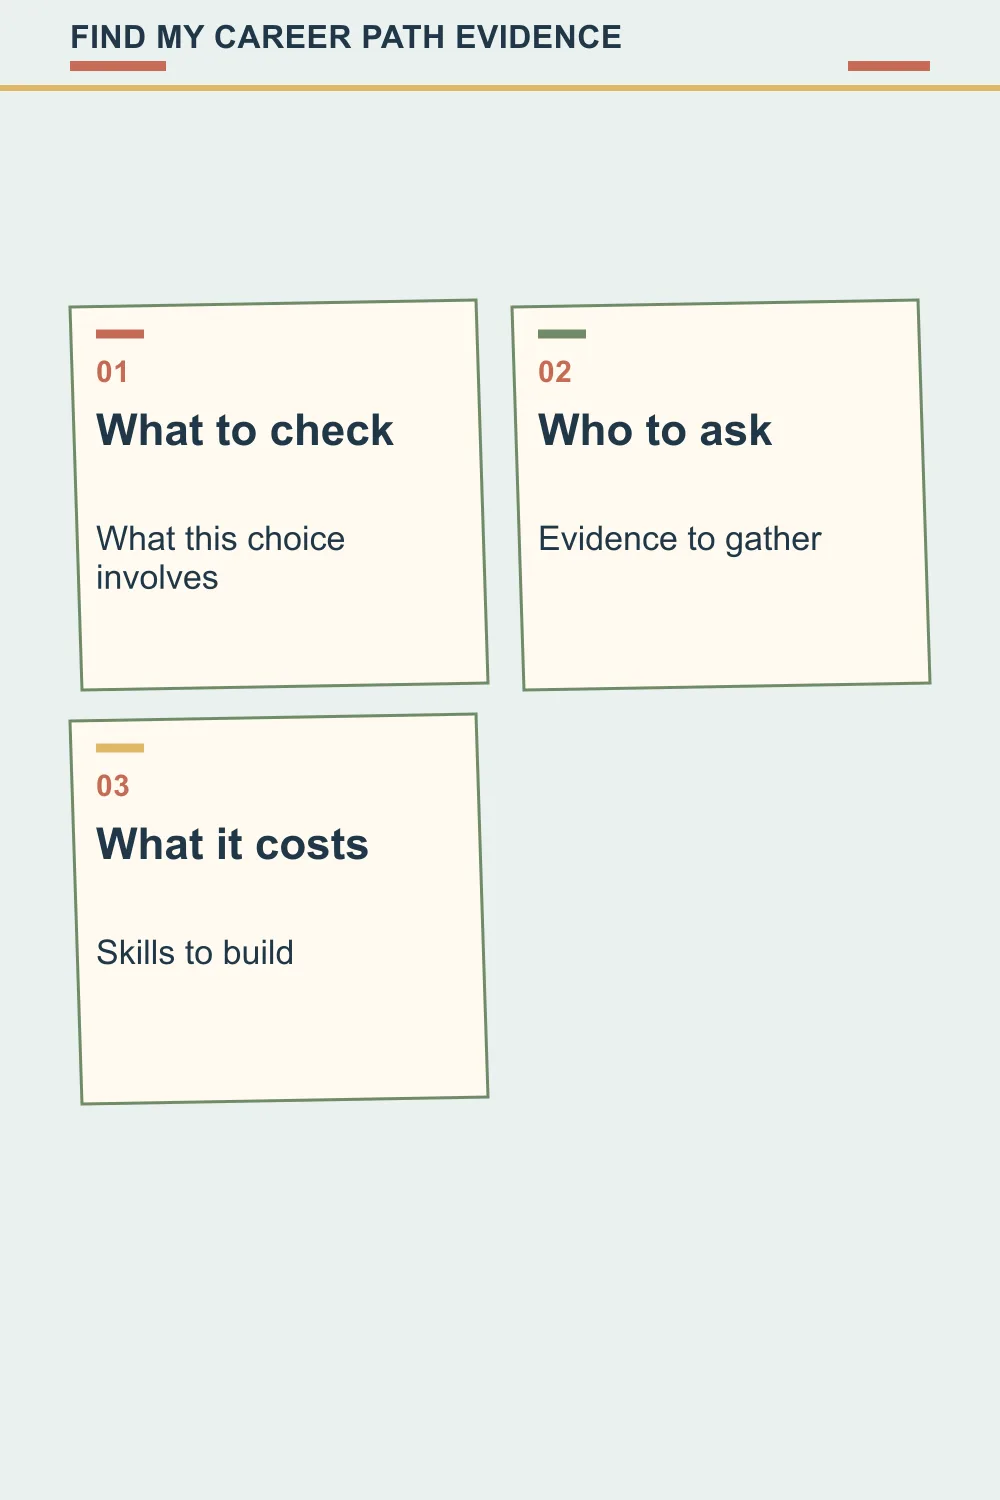 FIND MY CAREER PATH EVIDENCE
01
What to check
What this choice
involves
02
Who to ask
Evidence to gather
03
What it costs
Skills to build